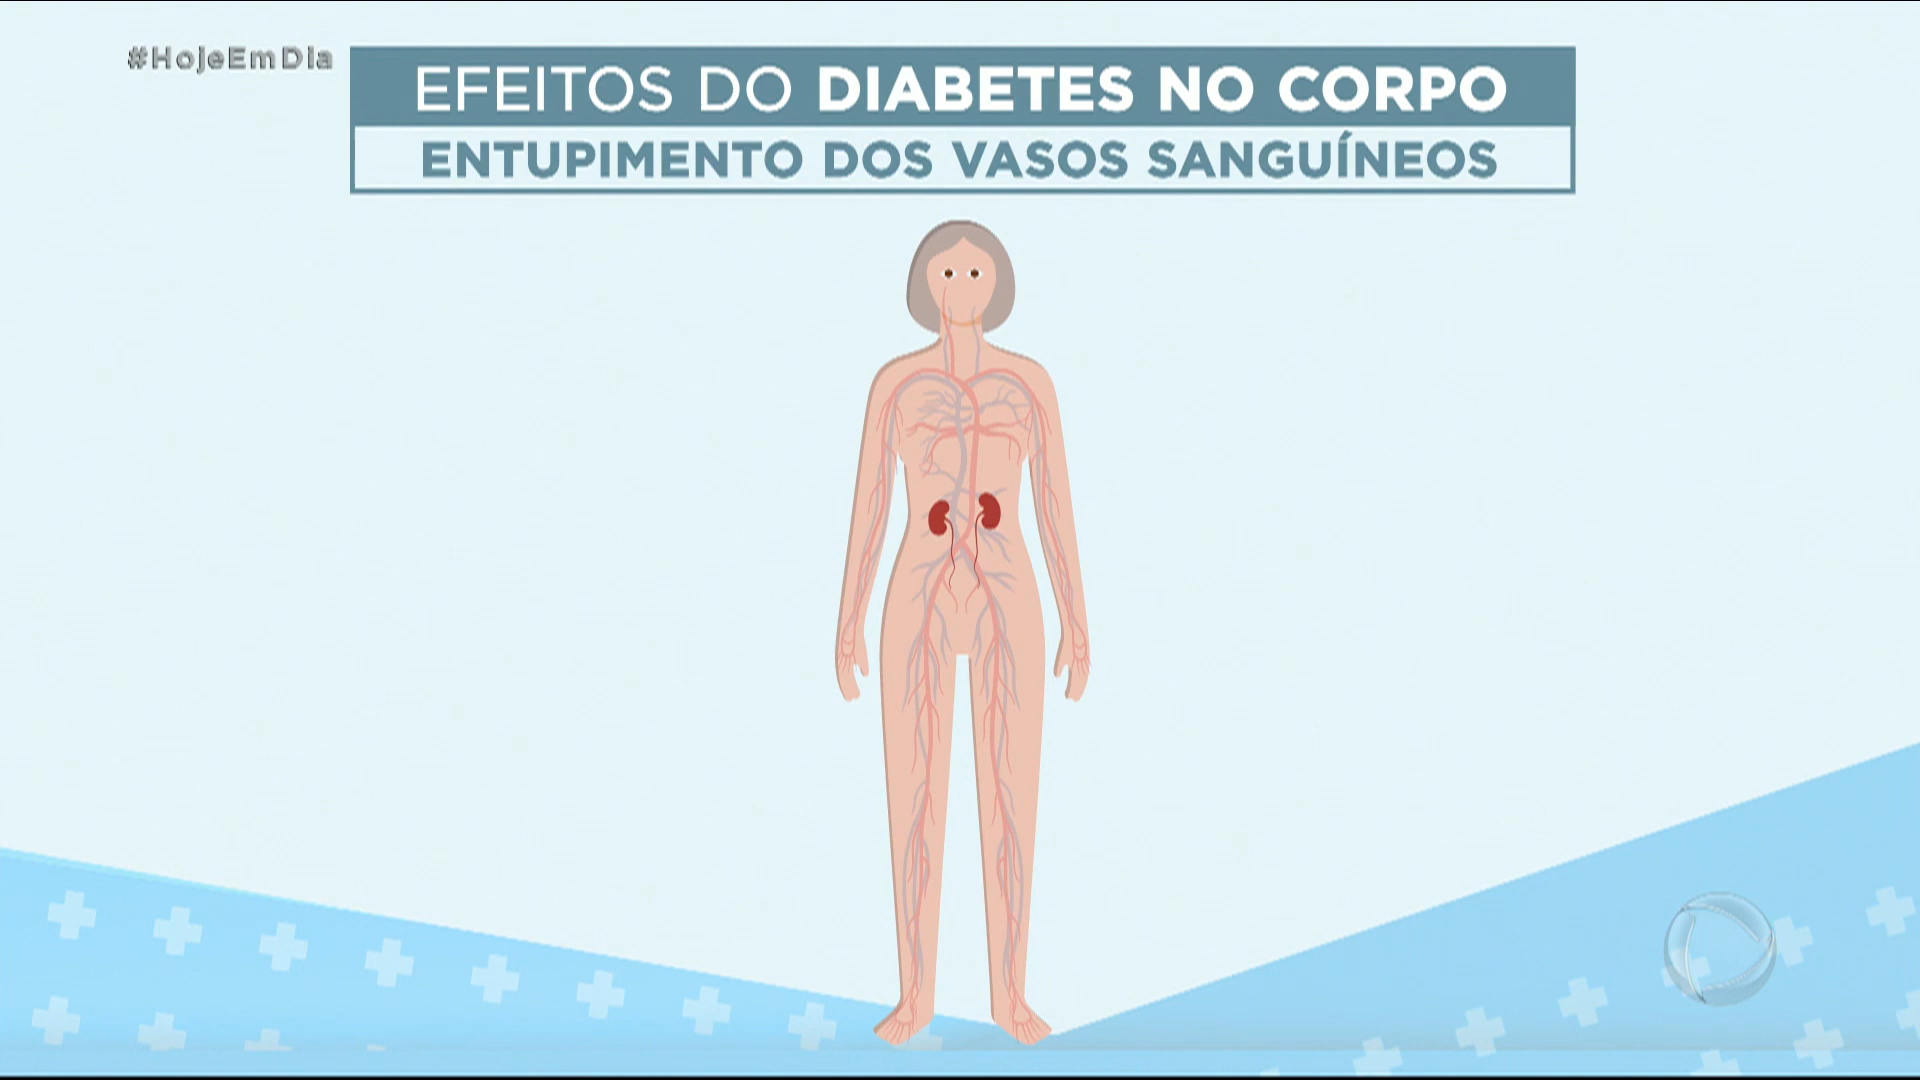 #HojeEmDia
EFEITOS DO DIABETES NO CORPO
ENTUPIMENTO DOS VASOS SANGUÍNEOS